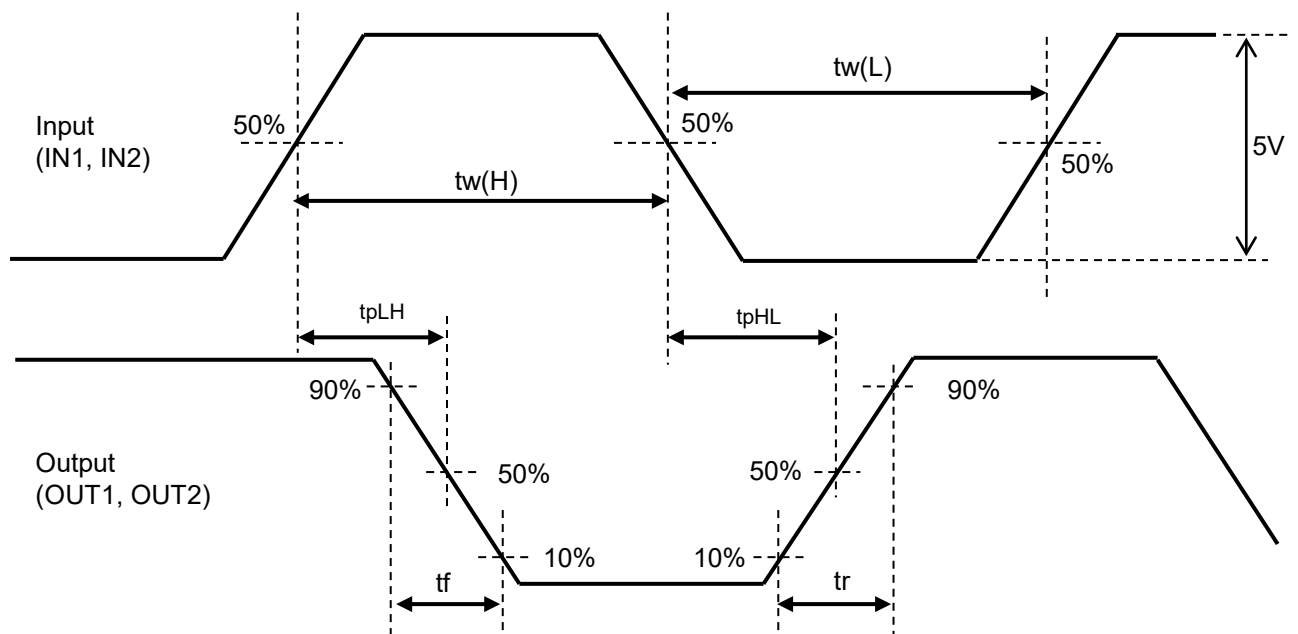 tw(L)
50%
50%
Input
(IN1, IN2)
5V
50%
tw(H)
tpLH
tpHL
90%
90%
Output
(OUT1, OUT2)
50%
50%
10%
10%
tf
tr